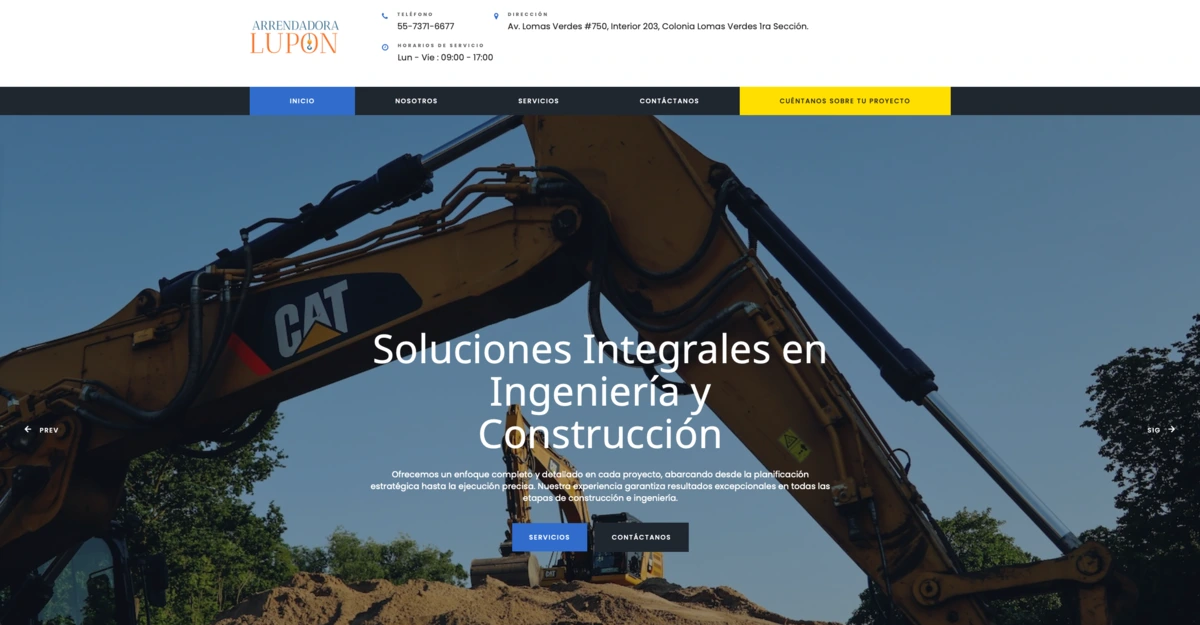 ARRENDADORA
LUPON
TELÉFONO
55-7371-6677
DIRECCIÓN
Av. Lomas Verdes #750, Interior 203, Colonia Lomas Verdes 1ra Sección.
HORARIOS DE SERVICIO
Lun - Vie : 09:00 - 17:00
INICIO
NOSOTROS
SERVICIOS
CONTÁCTANOS
CUÉNTANOS SOBRE TU PROYECTO
CAT
Soluciones Integrales en
Ingeniería y
Construcción
PREV
SIG
Ofrecemos un enfoque completo y detallado en cada proyecto, abarcando desde la planificación
estratégica hasta la ejecución precisa. Nuestra experiencia garantiza resultados excepcionales en todas las
etapas de construcción e ingeniería.
SERVICIOS
CONTÁCTANOS
CAT